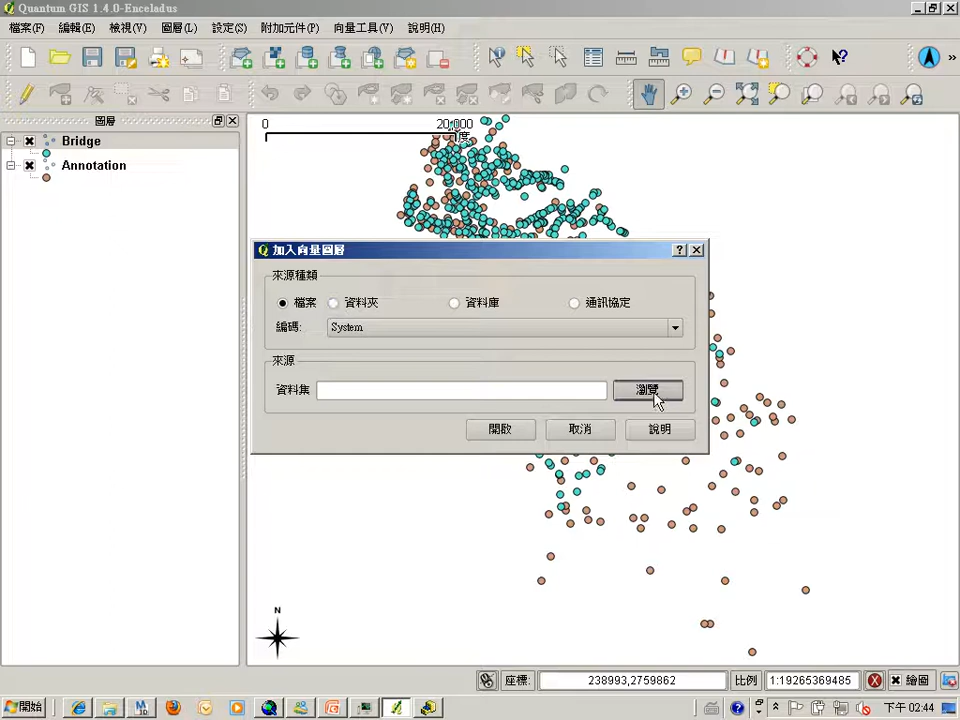 Quantum GIS 1.4.0-Enceladus
檔案(F) 編輯(E) 檢視(V) 圖層(L) 設定(S) 附加元件(P) 向量工具(V) 說明(H)
圖層
Bridge
Annotation
0 20,000
度
加入向量圖層
來源種類
檔案 資料夾 資料庫 通訊協定
編碼: System
來源
資料集 瀏覽
開啟 取消 說明
N
座標: 238993,2759862 比例 1:19265369485 繪圖
開始 下午 02:44